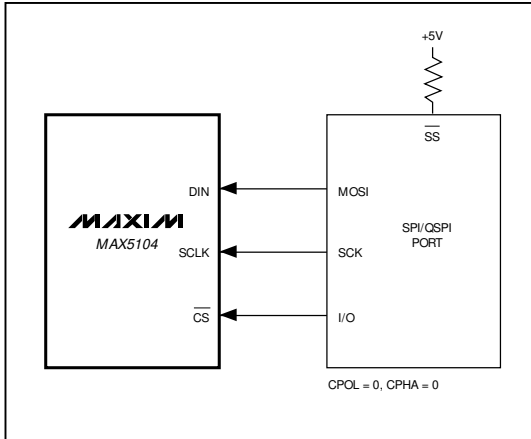 +5V
SS
DIN
MOSI
MAXIM
MAX5104
SPI/QSPI
PORT
SCLK
SCK
CS
I/O
CPOL = 0, CPHA = 0